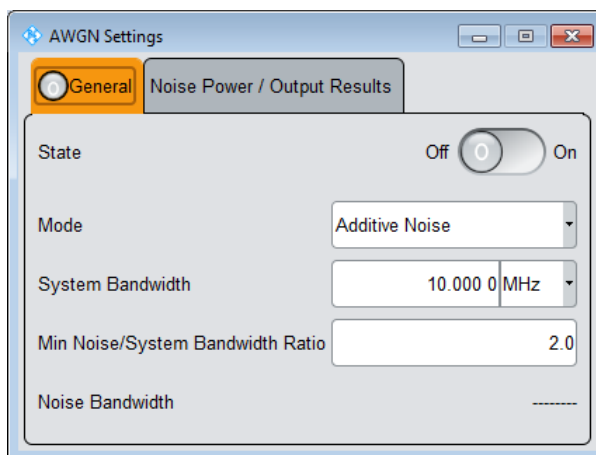 AWGN Settings
General
Noise Power / Output Results
State
Off 0 On
Mode
Additive Noise
System Bandwidth
10.000 0 MHz
Min Noise/System Bandwidth Ratio
2.0
Noise Bandwidth
--------